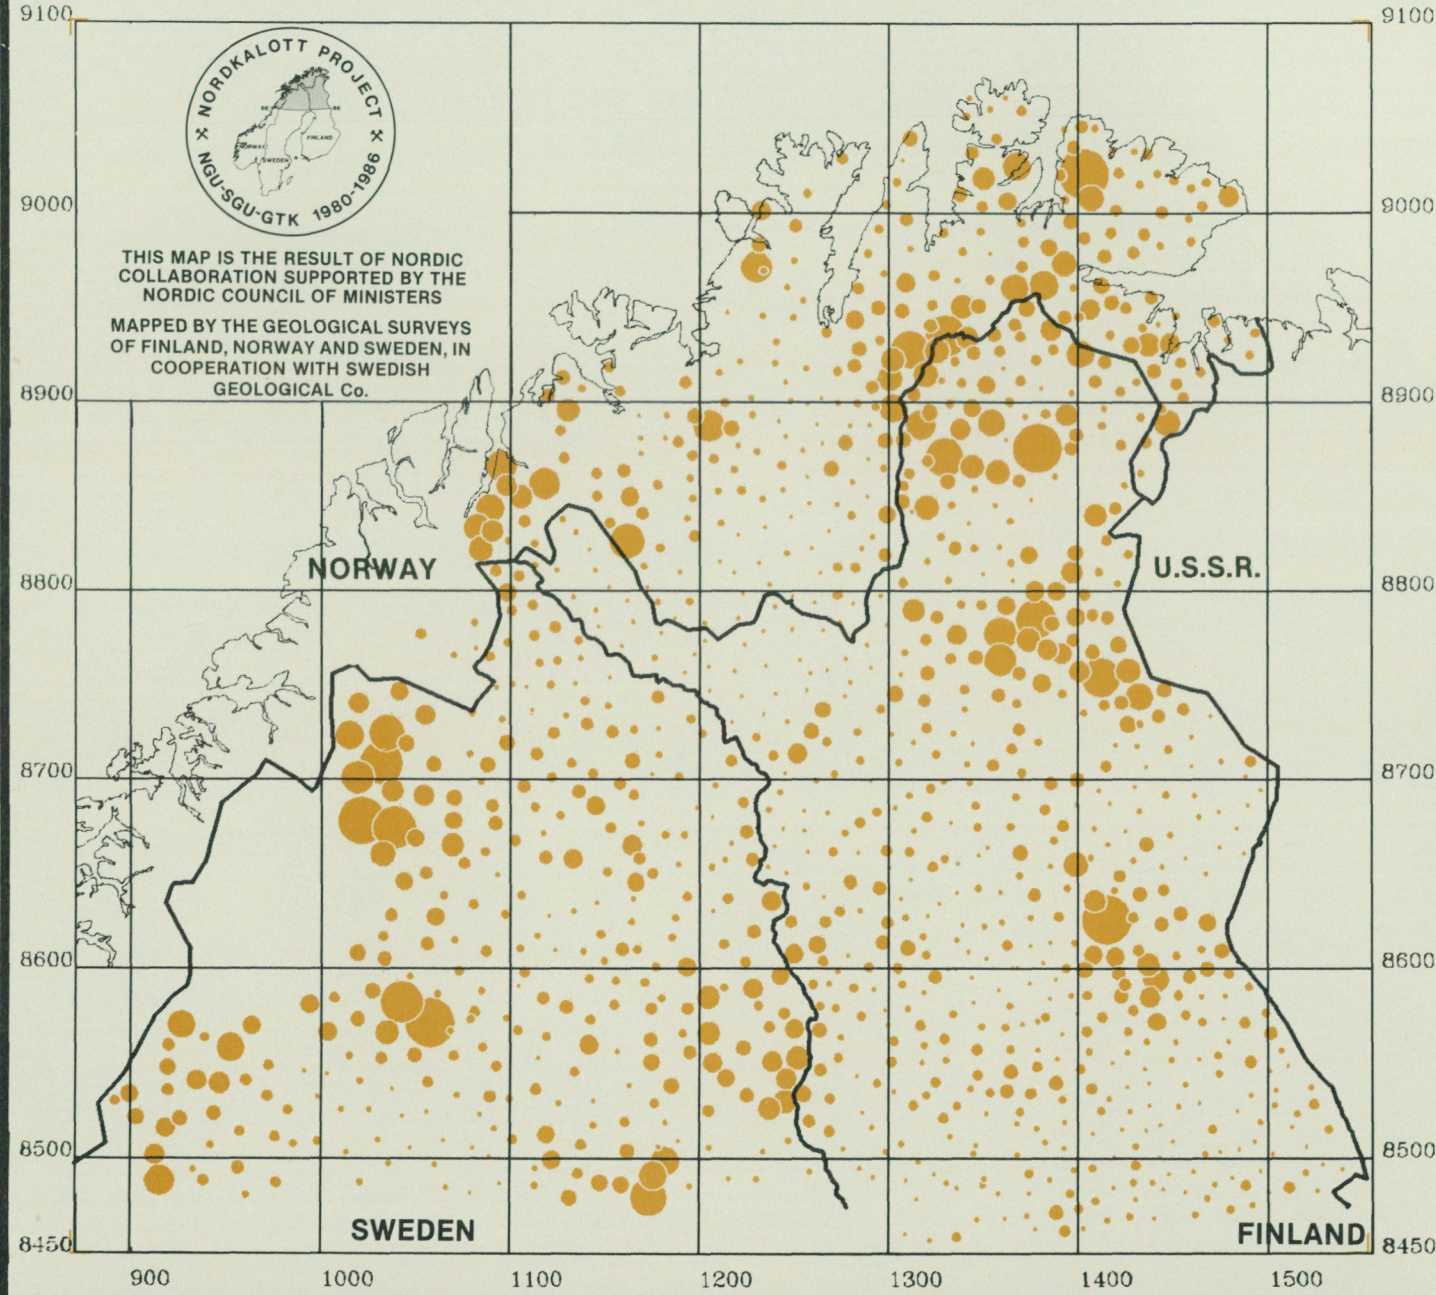 9100
9100
NORDKALOTT PROJECT
NGU-SGU-GTK 1980-1986
FINLAND
NORWAY
SWEDEN
THIS MAP IS THE RESULT OF NORDIC
COLLABORATION SUPPORTED BY THE
NORDIC COUNCIL OF MINISTERS
MAPPED BY THE GEOLOGICAL SURVEYS
OF FINLAND, NORWAY AND SWEDEN, IN
COOPERATION WITH SWEDISH
GEOLOGICAL Co.
9000
9000
8900
8900
NORWAY
U.S.S.R.
8800
8800
8700
8700
8600
8600
8500
8500
SWEDEN
FINLAND
8450
8450
900
1000
1100
1200
1300
1400
1500